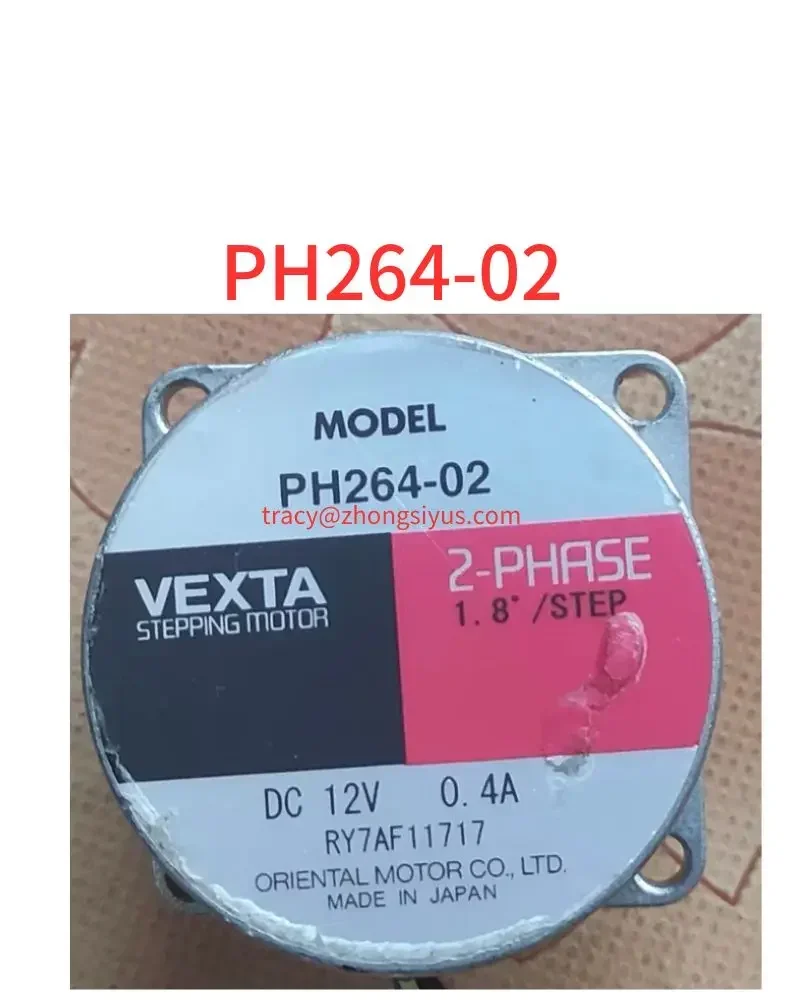 PH264-02
MODEL
PH264-02
tracy@zhongsiyus.com
VEXTA
STEPPING MOTOR
2-PHASE
1.8°/STEP
DC 12V 0.4A
RY7AF11717
ORIENTAL MOTOR CO., LTD.
MADE IN JAPAN